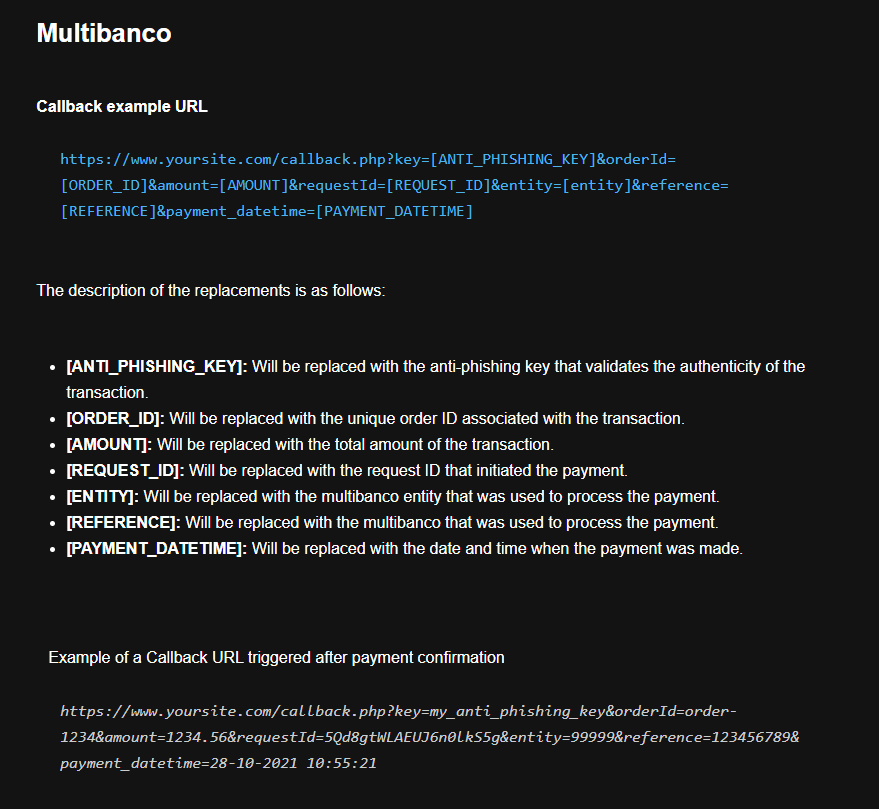 Multibanco
Callback example URL
https://www.yoursite.com/callback.php?key=[ANTI_PHISHING_KEY]&orderId=
[ORDER_ID]&amount=[AMOUNT]&requestId=[REQUEST_ID]&entity=[entity]&reference=
[REFERENCE]&payment_datetime=[PAYMENT_DATETIME]
The description of the replacements is as follows:
• [ANTI_PHISHING_KEY]: Will be replaced with the anti-phishing key that validates the authenticity of the
transaction.
• [ORDER_ID]: Will be replaced with the unique order ID associated with the transaction.
• [AMOUNT]: Will be replaced with the total amount of the transaction.
• [REQUEST_ID]: Will be replaced with the request ID that initiated the payment.
• [ENTITY]: Will be replaced with the multibanco entity that was used to process the payment.
• [REFERENCE]: Will be replaced with the multibanco that was used to process the payment.
• [PAYMENT_DATETIME]: Will be replaced with the date and time when the payment was made.
Example of a Callback URL triggered after payment confirmation
https://www.yoursite.com/callback.php?key=my_anti_phishing_key&orderId=order-
1234&amount=1234.56&requestId=5Qd8gtWLAEUJ6n0lkS5g&entity=99999&reference=123456789&
payment_datetime=28-10-2021 10:55:21